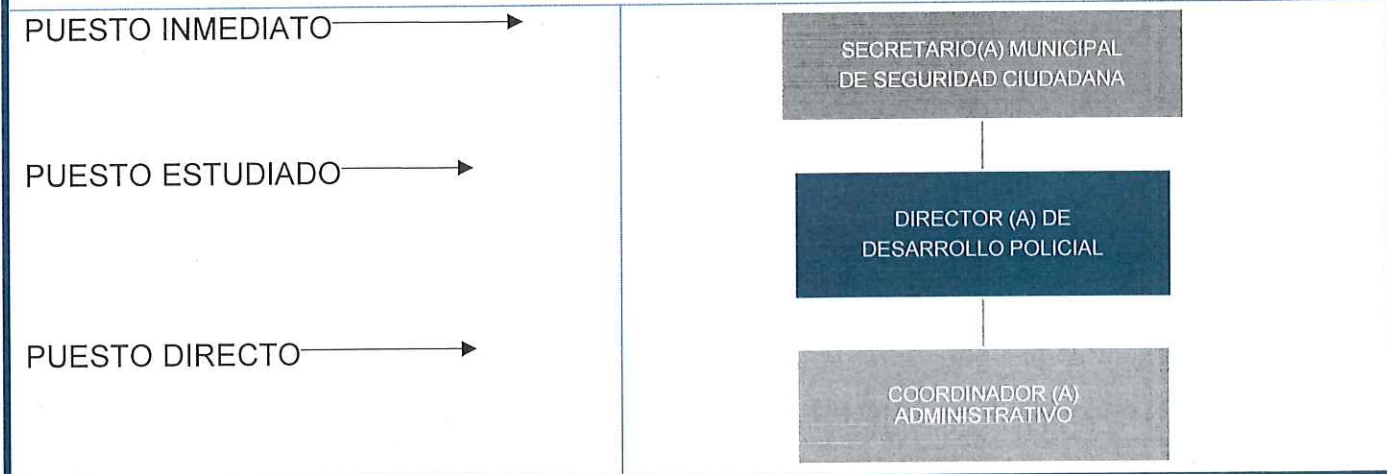 PUESTO INMEDIATO
SECRETARIO(A) MUNICIPAL
DE SEGURIDAD CIUDADANA
PUESTO ESTUDIADO
DIRECTOR (A) DE
DESARROLLO POLICIAL
PUESTO DIRECTO
COORDINADOR (A)
ADMINISTRATIVO